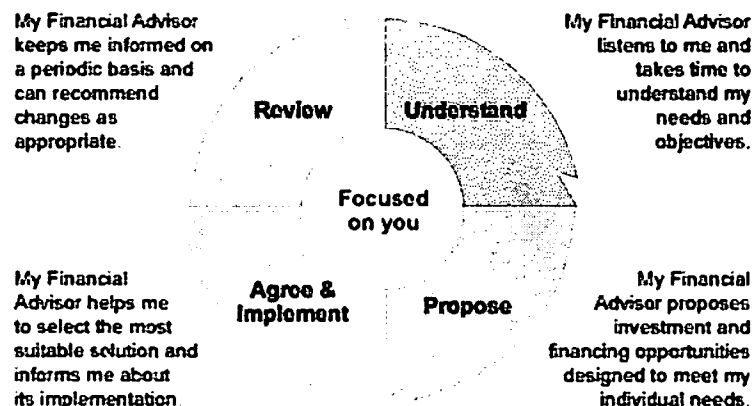 My Financial Advisor
keeps me informed on
a periodic basis and
can recommend
changes as
appropriate.
My Financial Advisor
listens to me and
takes time to
understand my
needs and
objectives.
Review
Understand
Focused
on you
Agree &
Implement
Propose
My Financial
Advisor helps me
to select the most
suitable solution and
informs me about
its implementation.
My Financial
Advisor proposes
investment and
financing opportunities
designed to meet my
individual needs.